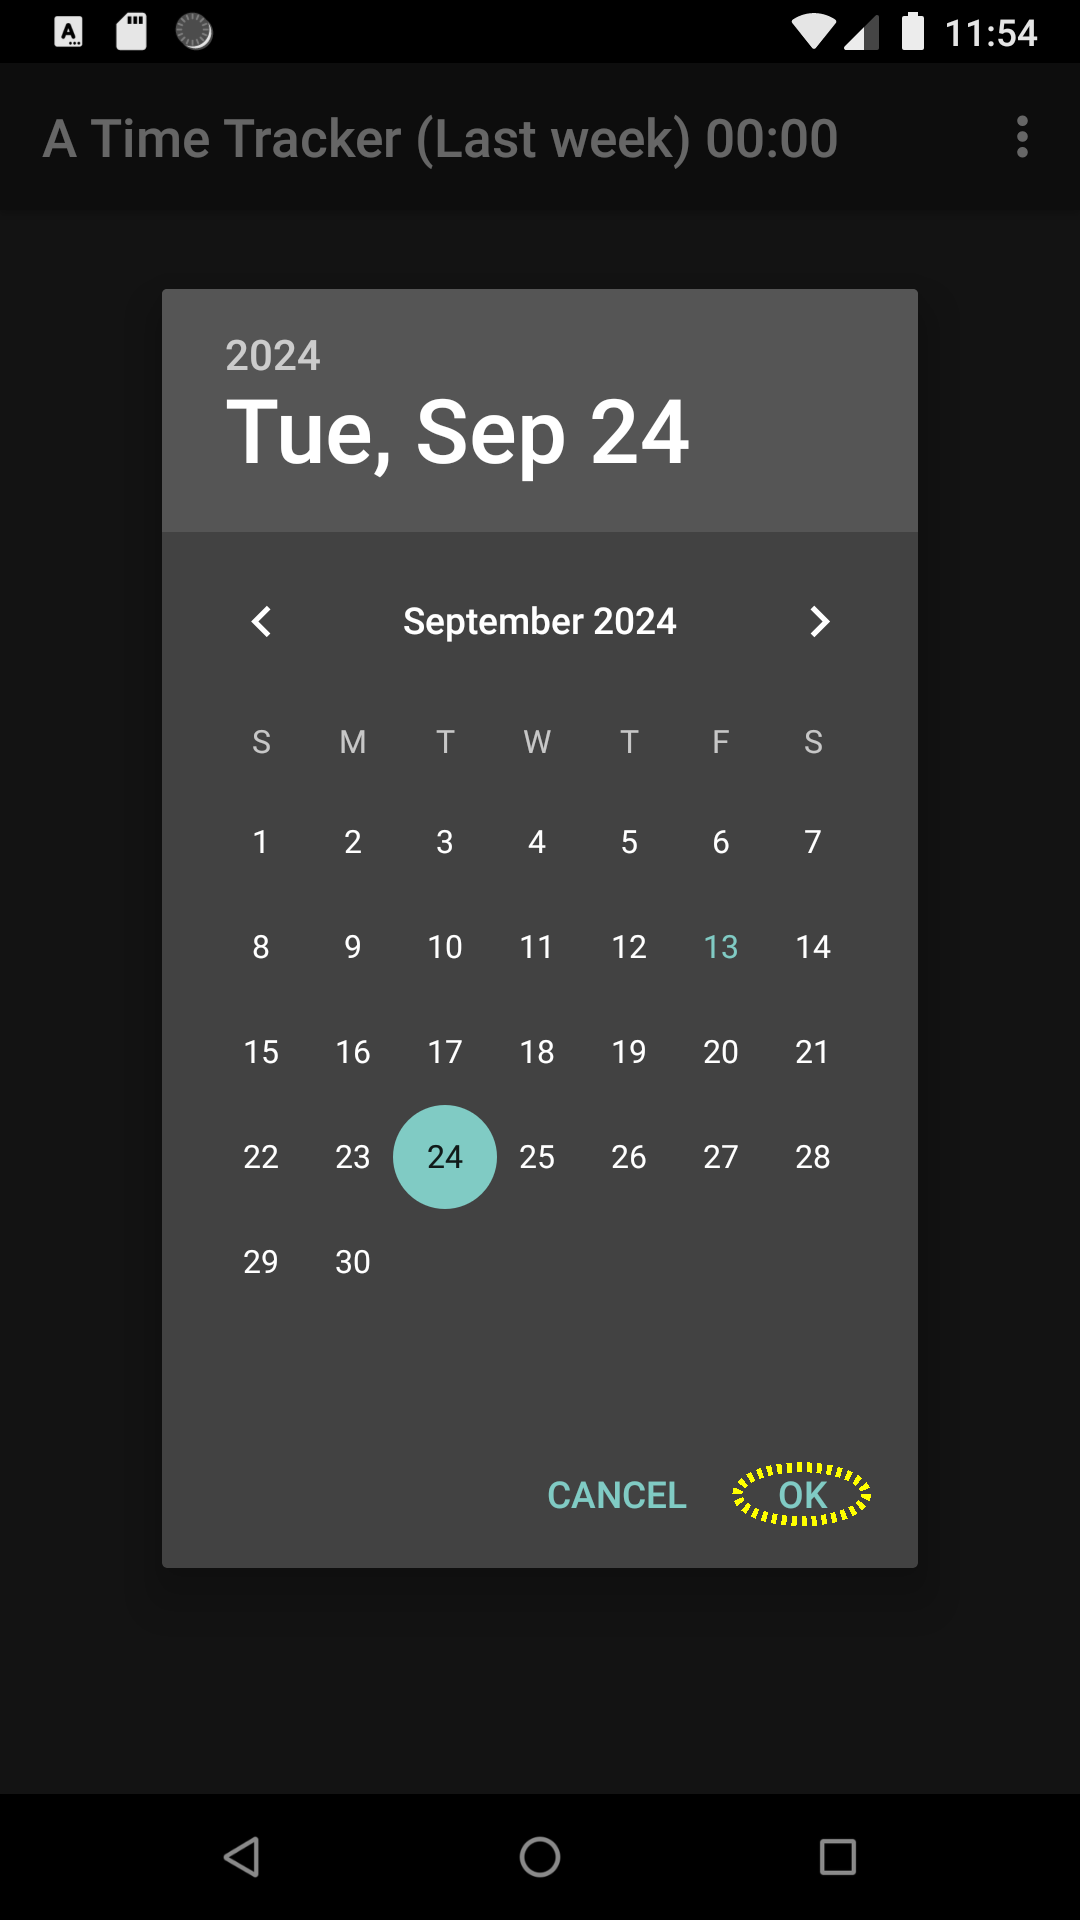 11:54
A Time Tracker (Last week) 00:00
2024
Tue, Sep 24
September 2024
S M T W T F S
1 2 3 4 5 6 7
8 9 10 11 12 13 14
15 16 17 18 19 20 21
22 23 24 25 26 27 28
29 30
CANCEL OK